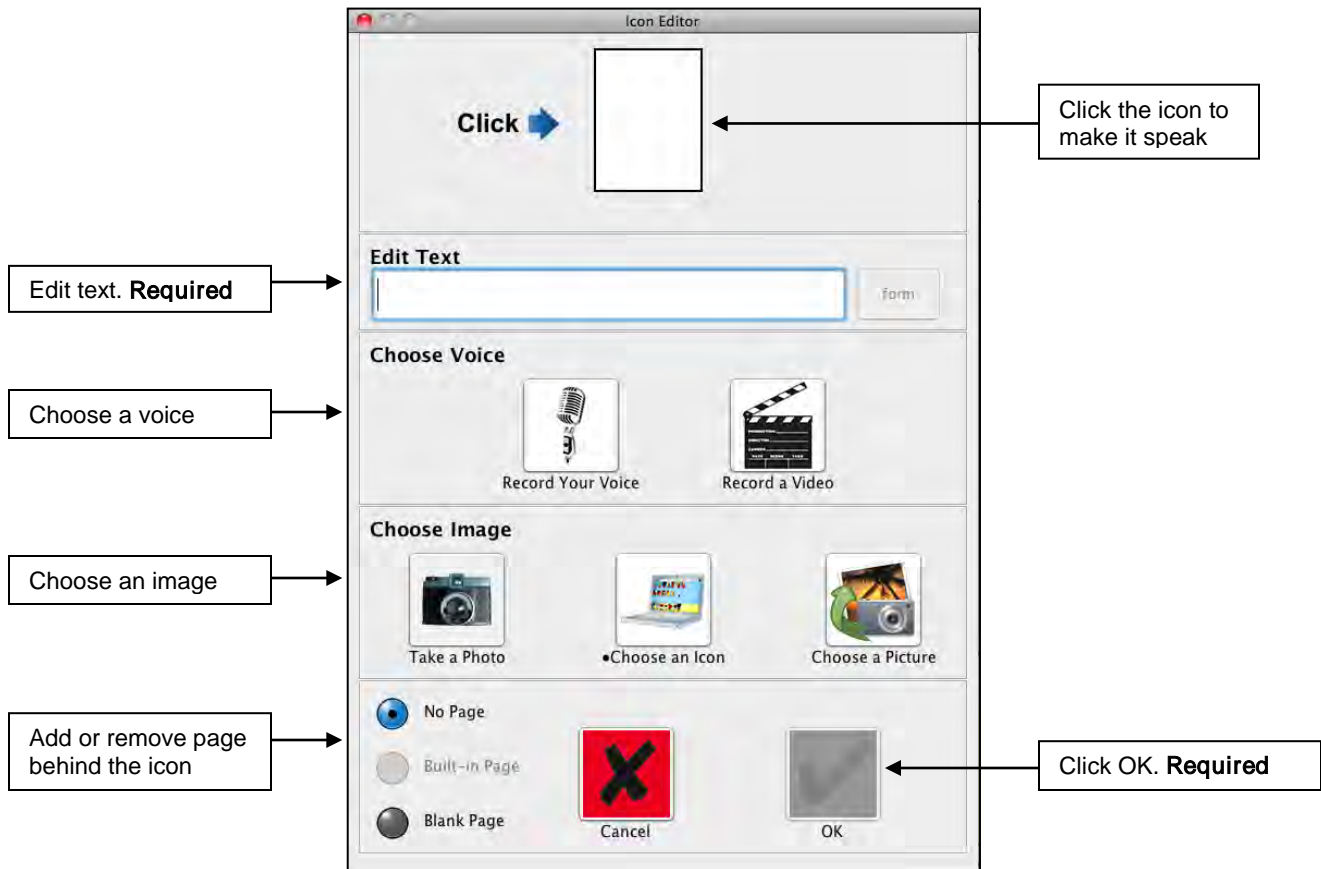 Icon Editor
Click
Click the icon to
make it speak
Edit Text
Edit text. Required
form
Choose Voice
Choose a voice
Record Your Voice
Record a Video
Choose Image
Choose an image
Take a Photo
•Choose an Icon
Choose a Picture
Add or remove page
behind the icon
No Page
Built-in Page
Blank Page
Cancel
OK
Click OK. Required